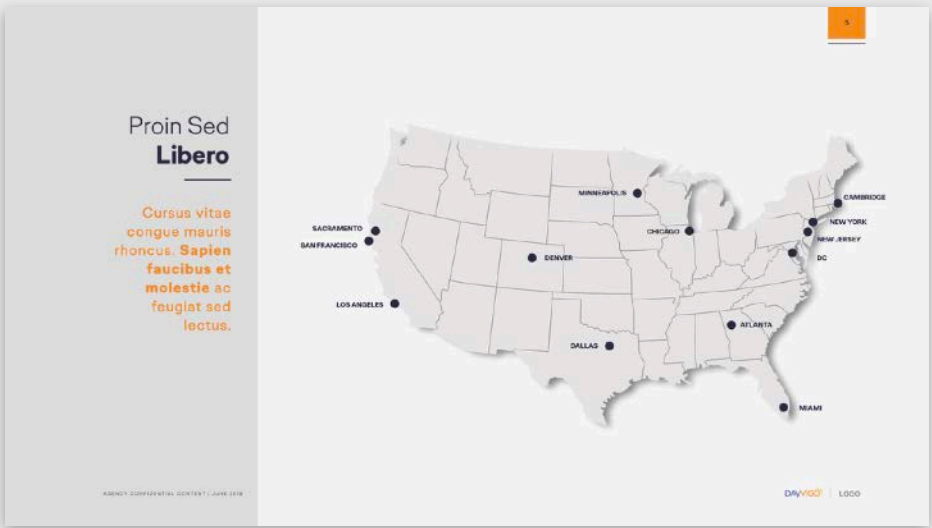 5
Proin Sed
Libero
Cursus vitae
congue mauris
rhoncus. Sapien
faucibus et
molestie ac
feugiat sed
lectus.
MINNEAPOLIS
CAMBRIDGE
NEW YORK
SACRAMENTO
CHICAGO
NEW JERSEY
SAN FRANCISCO
DENVER
DC
LOS ANGELES
ATLANTA
DALLAS
MIAMI
AGENCY CONFIDENTIAL CONTENT | JUNE 2019
DAYVIGO | LOGO